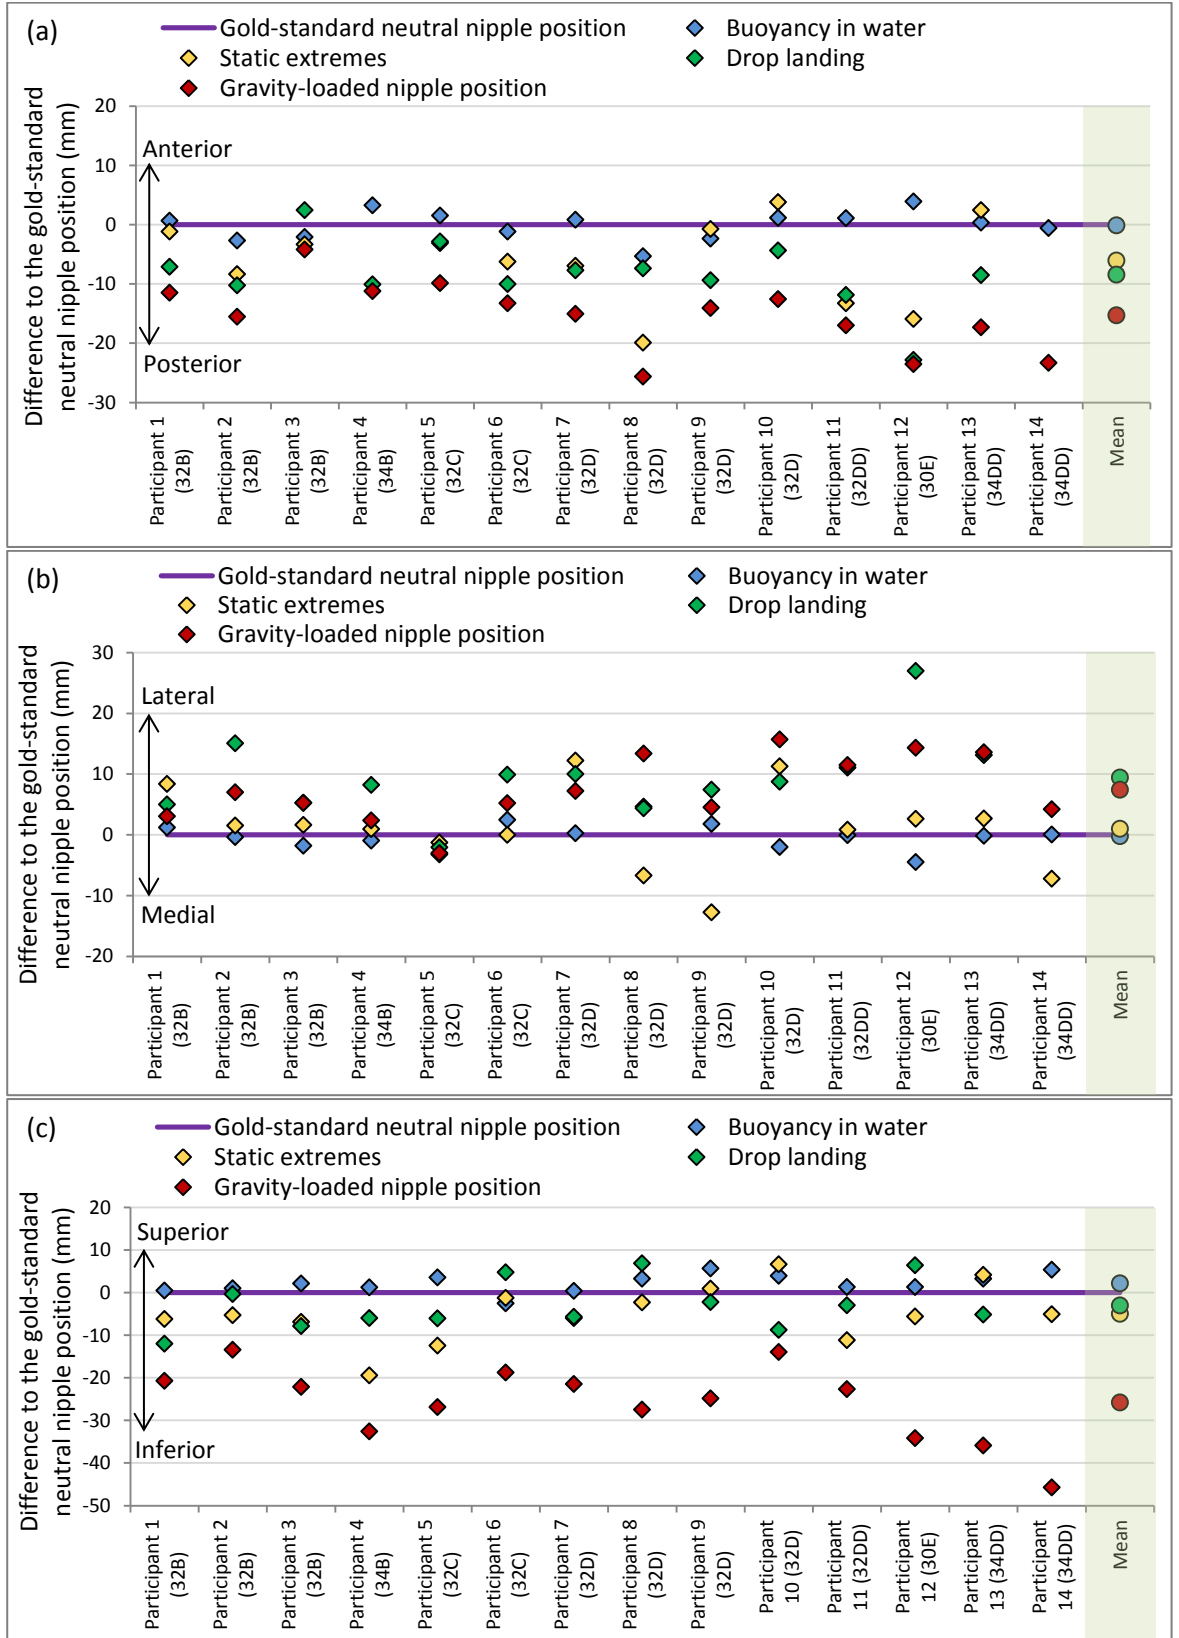 (a)
Gold-standard neutral nipple position
Buoyancy in water
Static extremes
Drop landing
Gravity-loaded nipple position
Difference to the gold-standard
neutral nipple position (mm)
20
10
0
-10
-20
-30
Anterior
Posterior
Participant 1
(32B)
Participant 2
(32B)
Participant 3
(32B)
Participant 4
(34B)
Participant 5
(32C)
Participant 6
(32C)
Participant 7
(32D)
Participant 8
(32D)
Participant 9
(32D)
Participant 10
(32D)
Participant 11
(32DD)
Participant 12
(30E)
Participant 13
(34DD)
Participant 14
(34DD)
Mean
(b)
Gold-standard neutral nipple position
Buoyancy in water
Static extremes
Drop landing
Gravity-loaded nipple position
Difference to the gold-standard
neutral nipple position (mm)
30
20
10
0
-10
-20
Lateral
Medial
Participant 1
(32B)
Participant 2
(32B)
Participant 3
(32B)
Participant 4
(34B)
Participant 5
(32C)
Participant 6
(32C)
Participant 7
(32D)
Participant 8
(32D)
Participant 9
(32D)
Participant 10
(32D)
Participant 11
(32DD)
Participant 12
(30E)
Participant 13
(34DD)
Participant 14
(34DD)
Mean
(c)
Gold-standard neutral nipple position
Buoyancy in water
Static extremes
Drop landing
Gravity-loaded nipple position
Difference to the gold-standard
neutral nipple position (mm)
20
10
0
-10
-20
-30
-40
-50
Superior
Inferior
Participant 1
(32B)
Participant 2
(32B)
Participant 3
(32B)
Participant 4
(34B)
Participant 5
(32C)
Participant 6
(32C)
Participant 7
(32D)
Participant 8
(32D)
Participant 9
(32D)
Participant
10 (32D)
Participant
11 (32DD)
Participant
12 (30E)
Participant
13 (34DD)
Participant
14 (34DD)
Mean